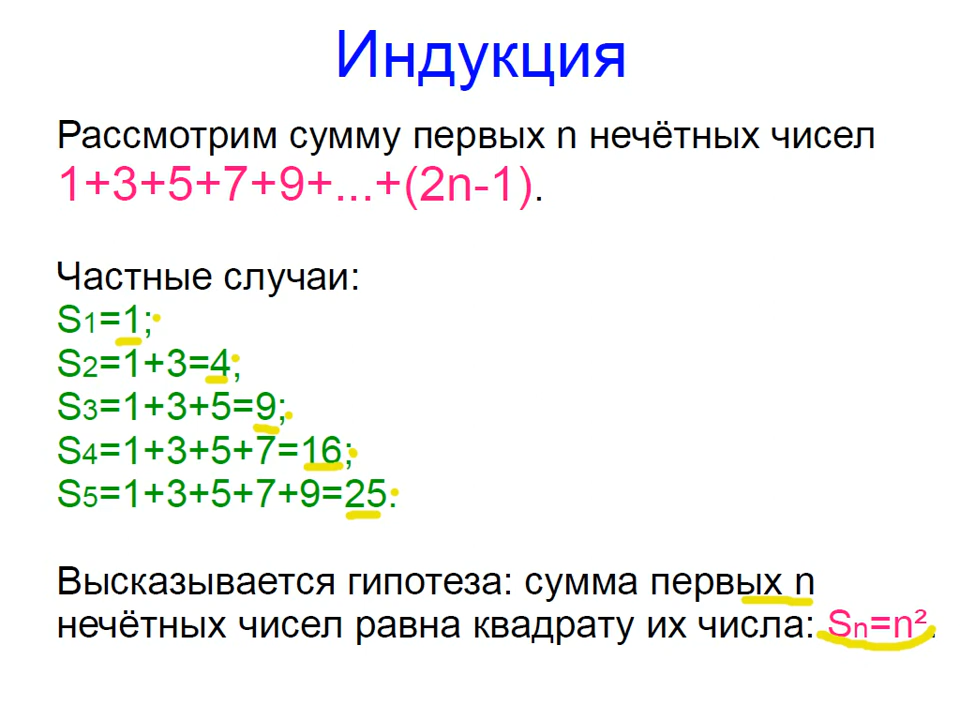 Индукция
Рассмотрим сумму первых n нечётных чисел
1+3+5+7+9+...+(2n-1).
Частные случаи:
S₁=1;
S₂=1+3=4;
S₃=1+3+5=9;
S₄=1+3+5+7=16;
S₅=1+3+5+7+9=25.
Высказывается гипотеза: сумма первых n
нечётных чисел равна квадрату их числа: Sₙ=n².